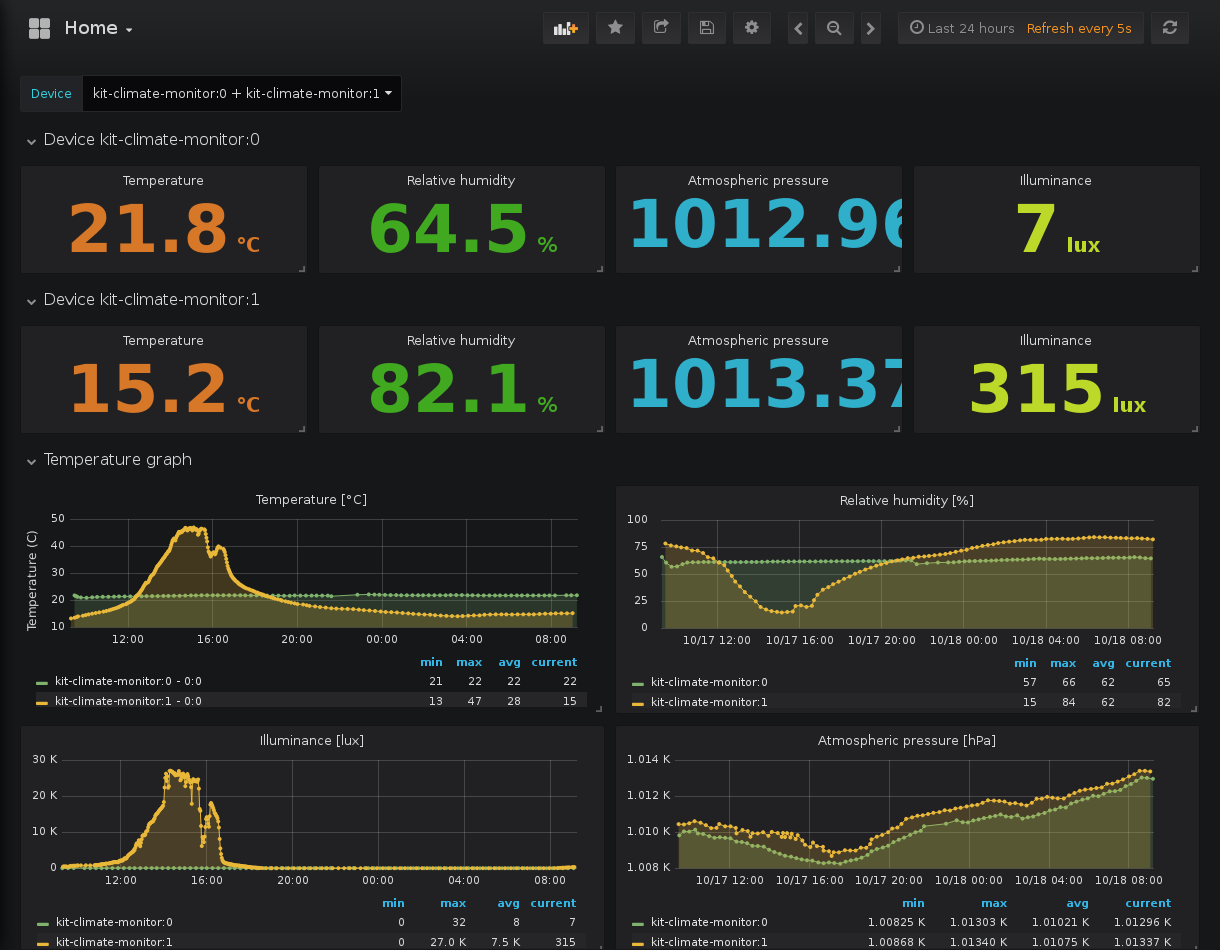 Home
Last 24 hours Refresh every 5s
Device kit-climate-monitor:0 + kit-climate-monitor:1
Device kit-climate-monitor:0
Temperature Relative humidity Atmospheric pressure Illuminance
21.8 °C 64.5 % 1012.96 7 lux
Device kit-climate-monitor:1
Temperature Relative humidity Atmospheric pressure Illuminance
15.2 °C 82.1 % 1013.37 315 lux
Temperature graph
Temperature [°C]
Temperature (C)
50
40
30
20
10
12:00 16:00 20:00 00:00 04:00 08:00
min max avg current
kit-climate-monitor:0 - 0:0 21 22 22 22
kit-climate-monitor:1 - 0:0 13 47 28 15
Relative humidity [%]
100
75
50
25
0
10/17 12:00 10/17 16:00 10/17 20:00 10/18 00:00 10/18 04:00 10/18 08:00
min max avg current
kit-climate-monitor:0 57 66 62 65
kit-climate-monitor:1 15 84 62 82
Illuminance [lux]
30 K
20 K
10 K
0
12:00 16:00 20:00 00:00 04:00 08:00
min max avg current
kit-climate-monitor:0 0 32 8 7
kit-climate-monitor:1 0 27.0 K 7.5 K 315
Atmospheric pressure [hPa]
1.014 K
1.012 K
1.010 K
1.008 K
10/17 12:00 10/17 16:00 10/17 20:00 10/18 00:00 10/18 04:00 10/18 08:00
min max avg current
kit-climate-monitor:0 1.00825 K 1.01303 K 1.01021 K 1.01296 K
kit-climate-monitor:1 1.00868 K 1.01340 K 1.01075 K 1.01337 K